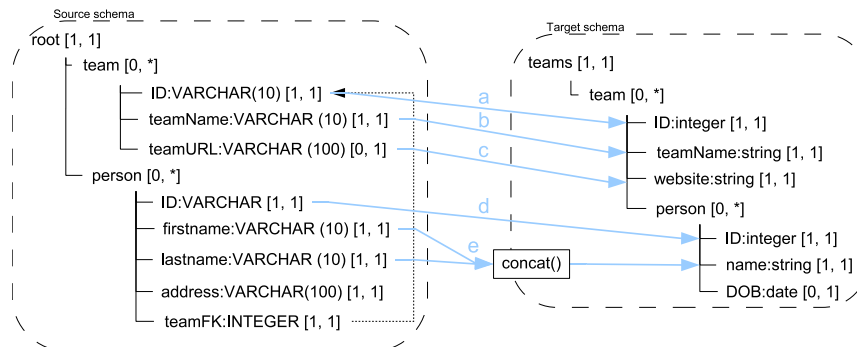 Source schema
root [1, 1]
team [0, *]
ID:VARCHAR(10) [1, 1]
teamName:VARCHAR (10) [1, 1]
teamURL:VARCHAR (100) [0, 1]
person [0, *]
ID:VARCHAR [1, 1]
firstname:VARCHAR (10) [1, 1]
lastname:VARCHAR (10) [1, 1]
address:VARCHAR(100) [1, 1]
teamFK:INTEGER [1, 1]
a
b
c
d
e
concat()
Target schema
teams [1, 1]
team [0, *]
ID:integer [1, 1]
teamName:string [1, 1]
website:string [1, 1]
person [0, *]
ID:integer [1, 1]
name:string [1, 1]
DOB:date [0, 1]